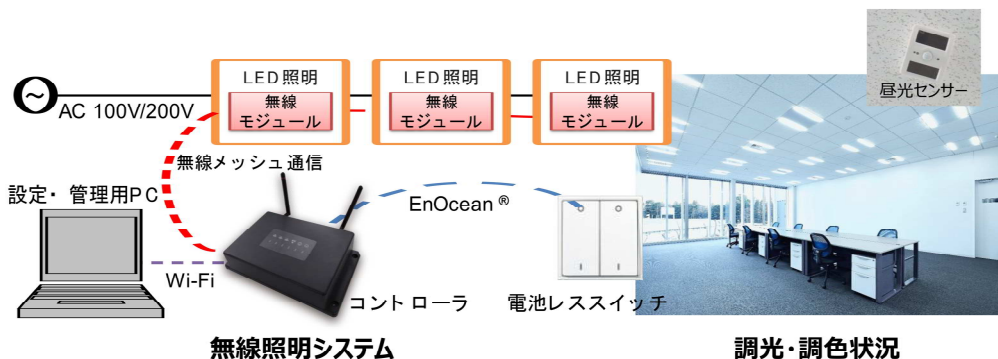 LED照明
LED照明
LED照明
無線
モジュール
無線
モジュール
無線
モジュール
AC 100V/200V
昼光センサー
無線メッシュ通信
設定・管理用PC
EnOcean®
Wi-Fi
コントローラ
電池レススイッチ
無線照明システム
調光・調色状況